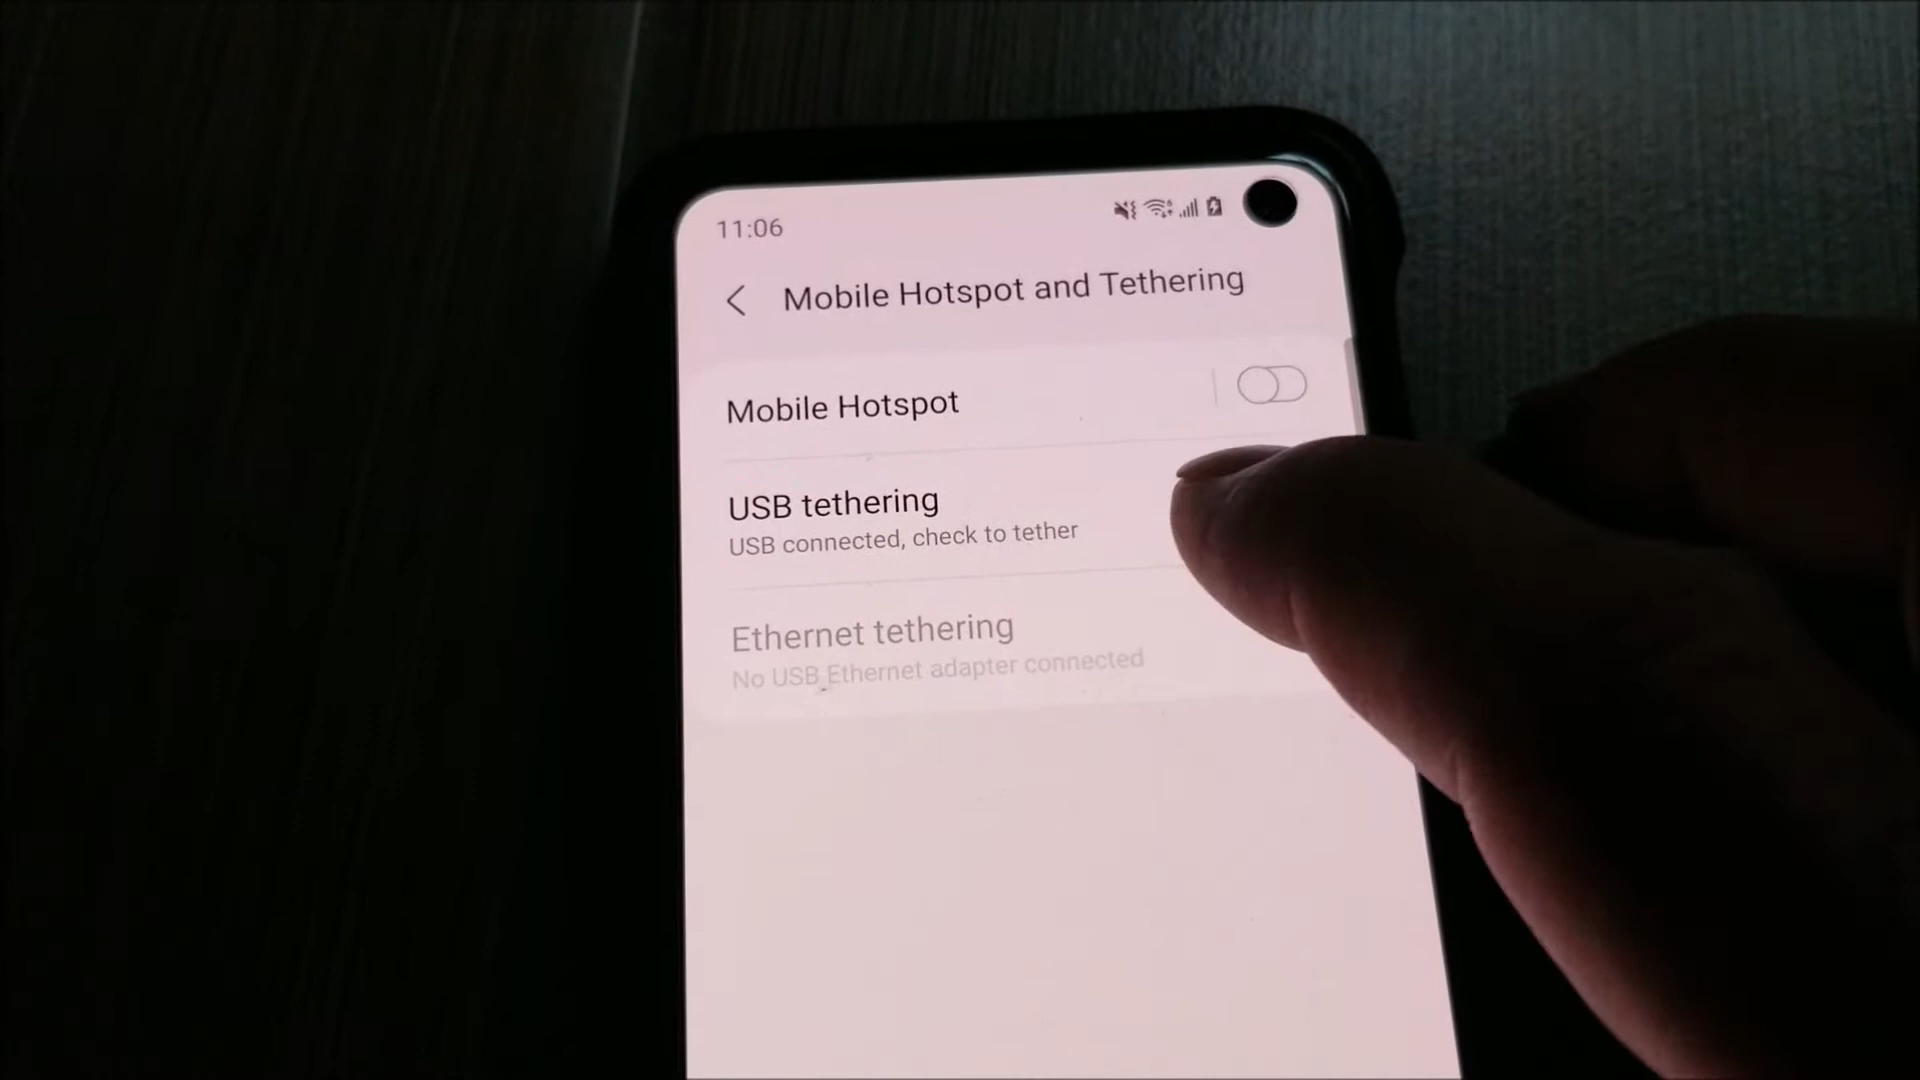 11:06
Mobile Hotspot and Tethering
Mobile Hotspot
USB tethering
USB connected, check to tether
Ethernet tethering
No USB Ethernet adapter connected